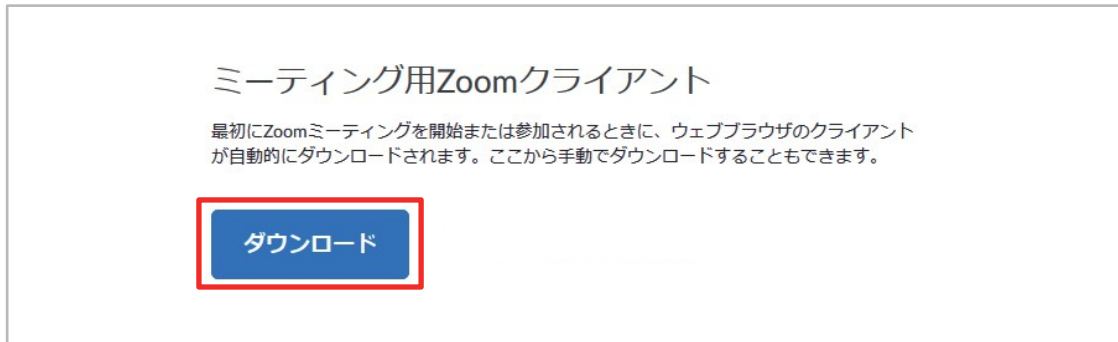 ミーティング用Zoomクライアント
最初にZoomミーティングを開始または参加されるときに、ウェブブラウザのクライアント
が自動的にダウンロードされます。ここから手動でダウンロードすることもできます。
ダウンロード